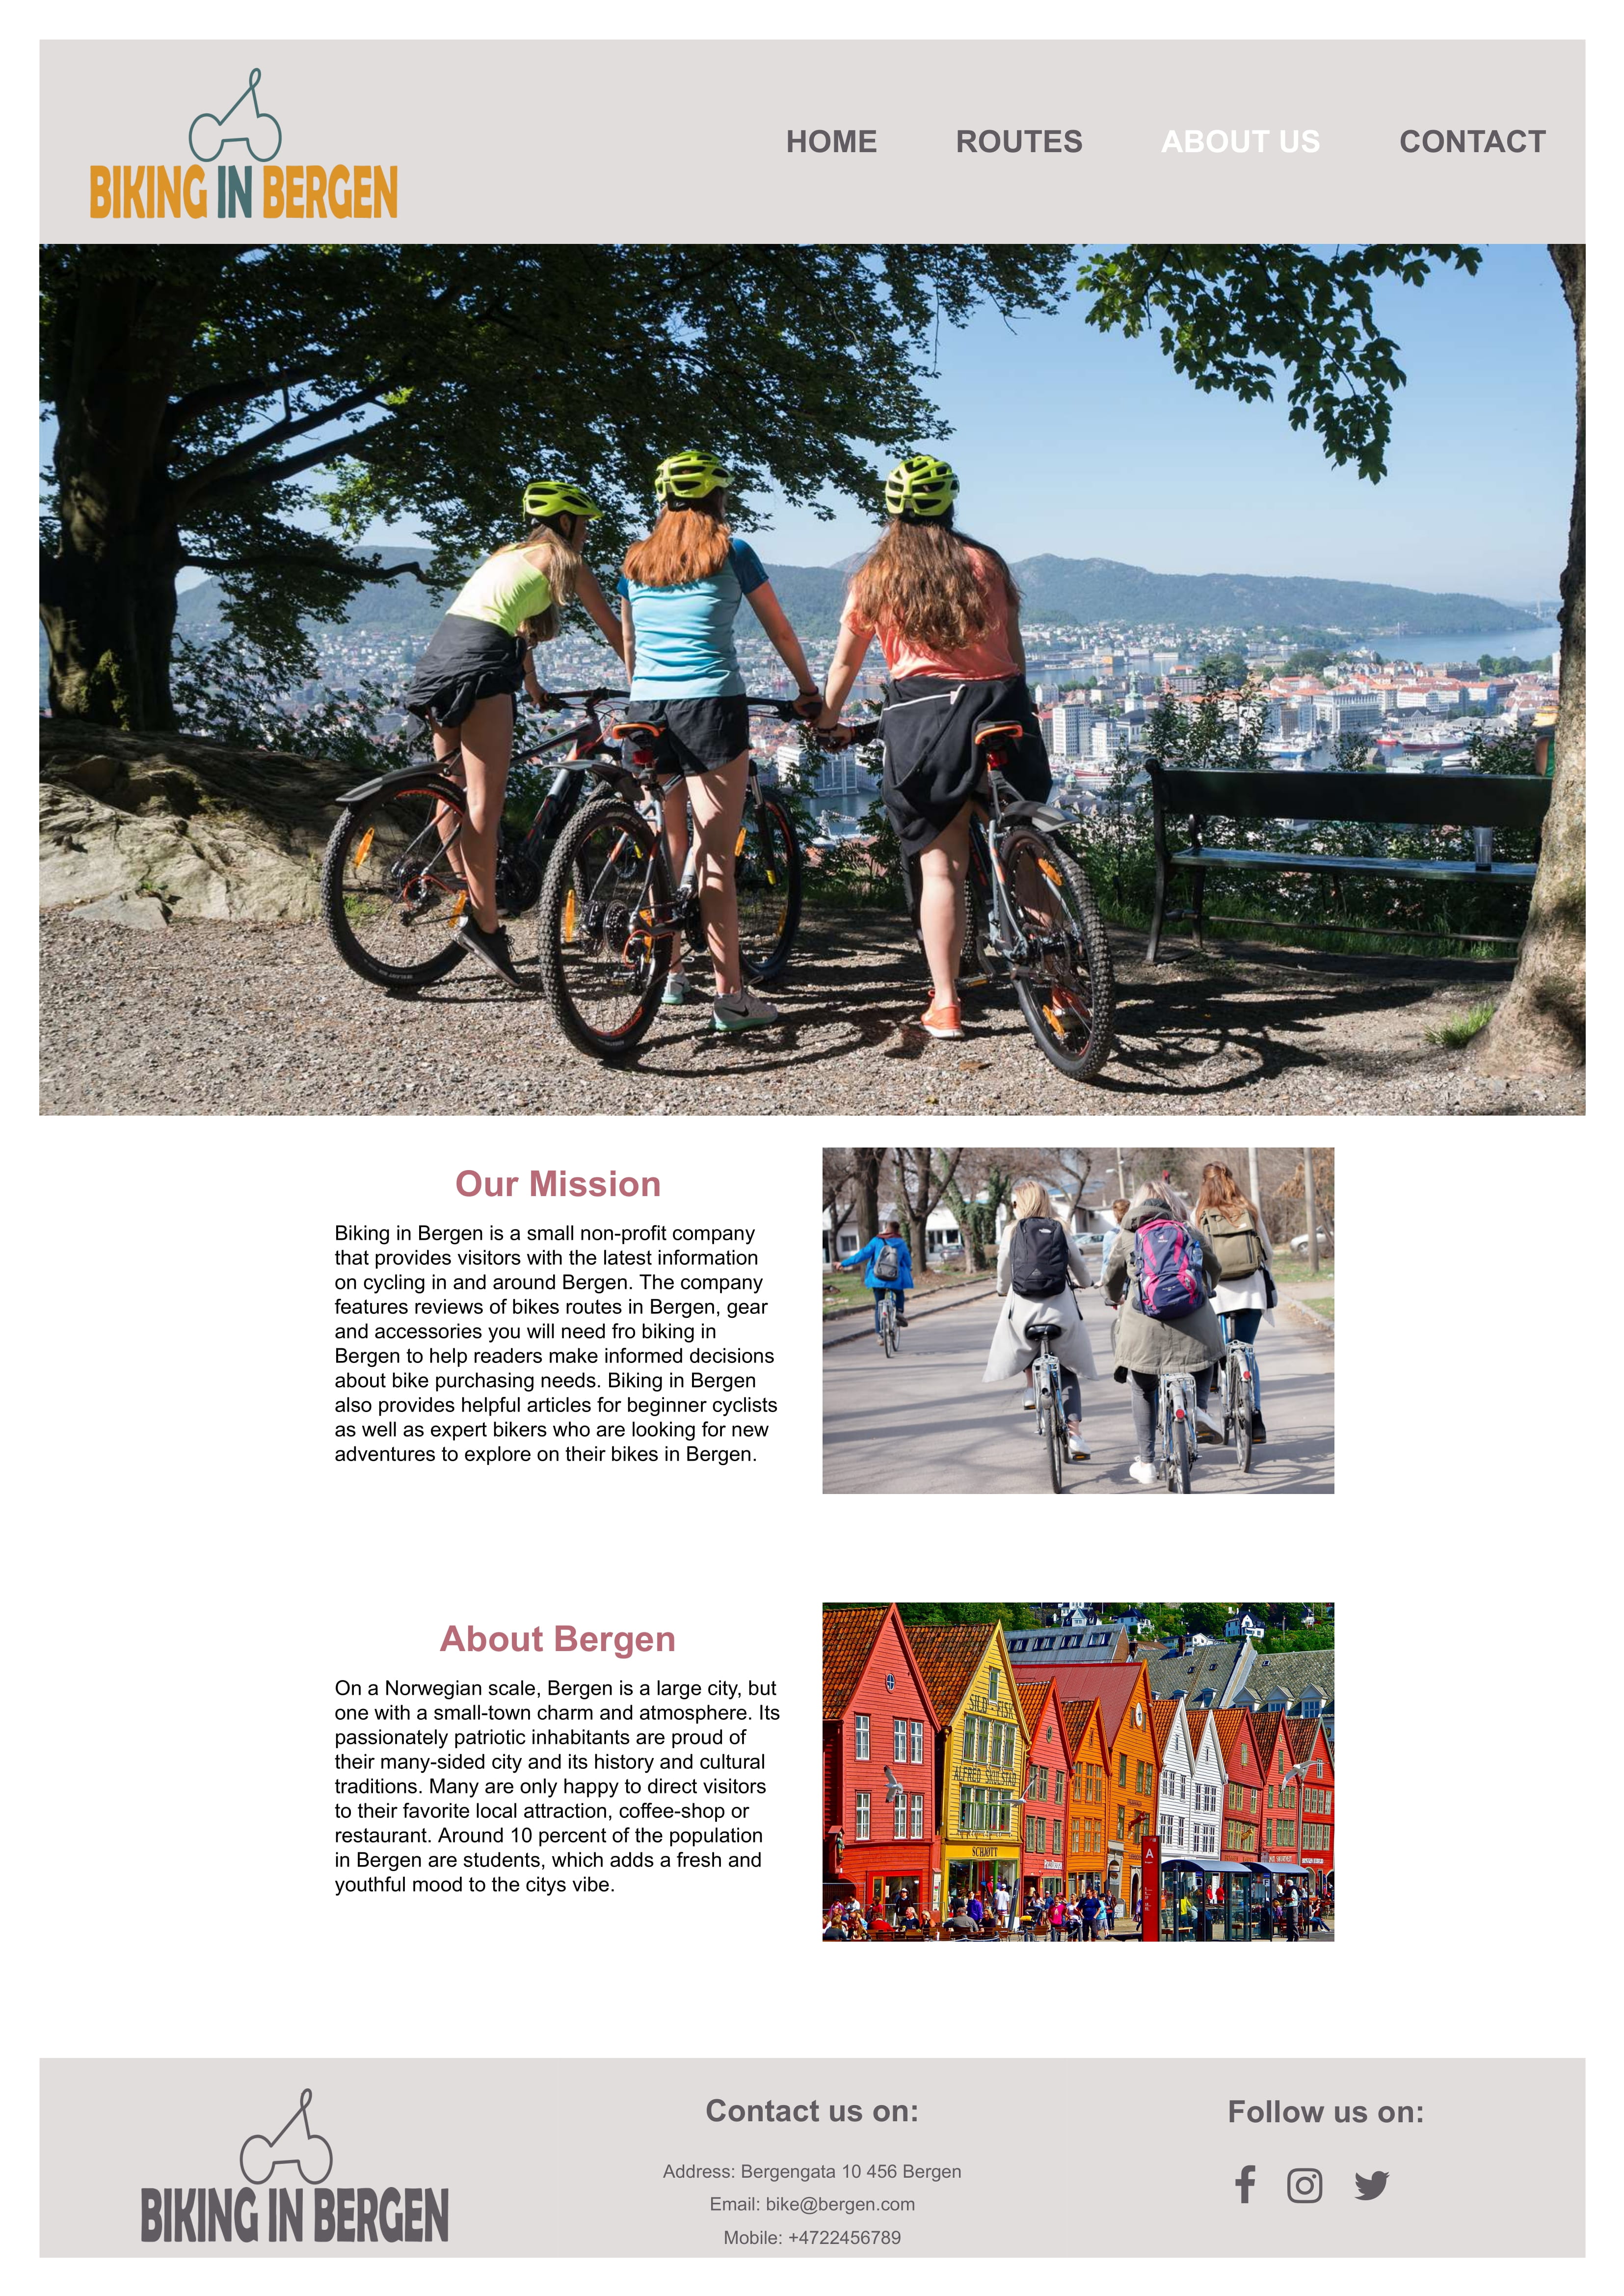 BIKING IN BERGEN
HOME ROUTES ABOUT US CONTACT
Our Mission
Biking in Bergen is a small non-profit company
that provides visitors with the latest information
on cycling in and around Bergen. The company
features reviews of bikes routes in Bergen, gear
and accessories you will need fro biking in
Bergen to help readers make informed decisions
about bike purchasing needs. Biking in Bergen
also provides helpful articles for beginner cyclists
as well as expert bikers who are looking for new
adventures to explore on their bikes in Bergen.
About Bergen
On a Norwegian scale, Bergen is a large city, but
one with a small-town charm and atmosphere. Its
passionately patriotic inhabitants are proud of
their many-sided city and its history and cultural
traditions. Many are only happy to direct visitors
to their favorite local attraction, coffee-shop or
restaurant. Around 10 percent of the population
in Bergen are students, which adds a fresh and
youthful mood to the citys vibe.
SCHJØTT
A
BIKING IN BERGEN
Contact us on:
Address: Bergengata 10 456 Bergen
Email: bike@bergen.com
Mobile: +4722456789
Follow us on: